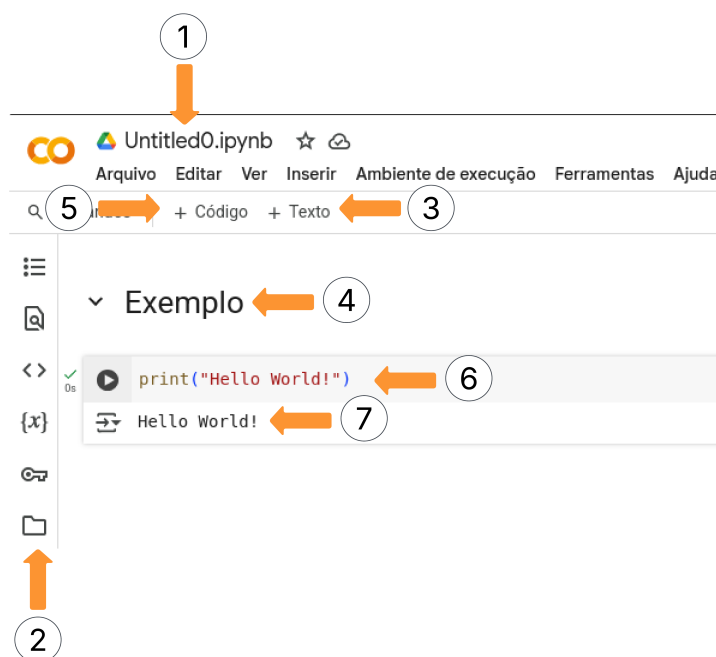 1
Untitled0.ipynb
Arquivo Editar Ver Inserir Ambiente de execução Ferramentas Ajuda
5 + Código + Texto 3
Exemplo 4
0s print("Hello World!") 6
{x} Hello World! 7
2